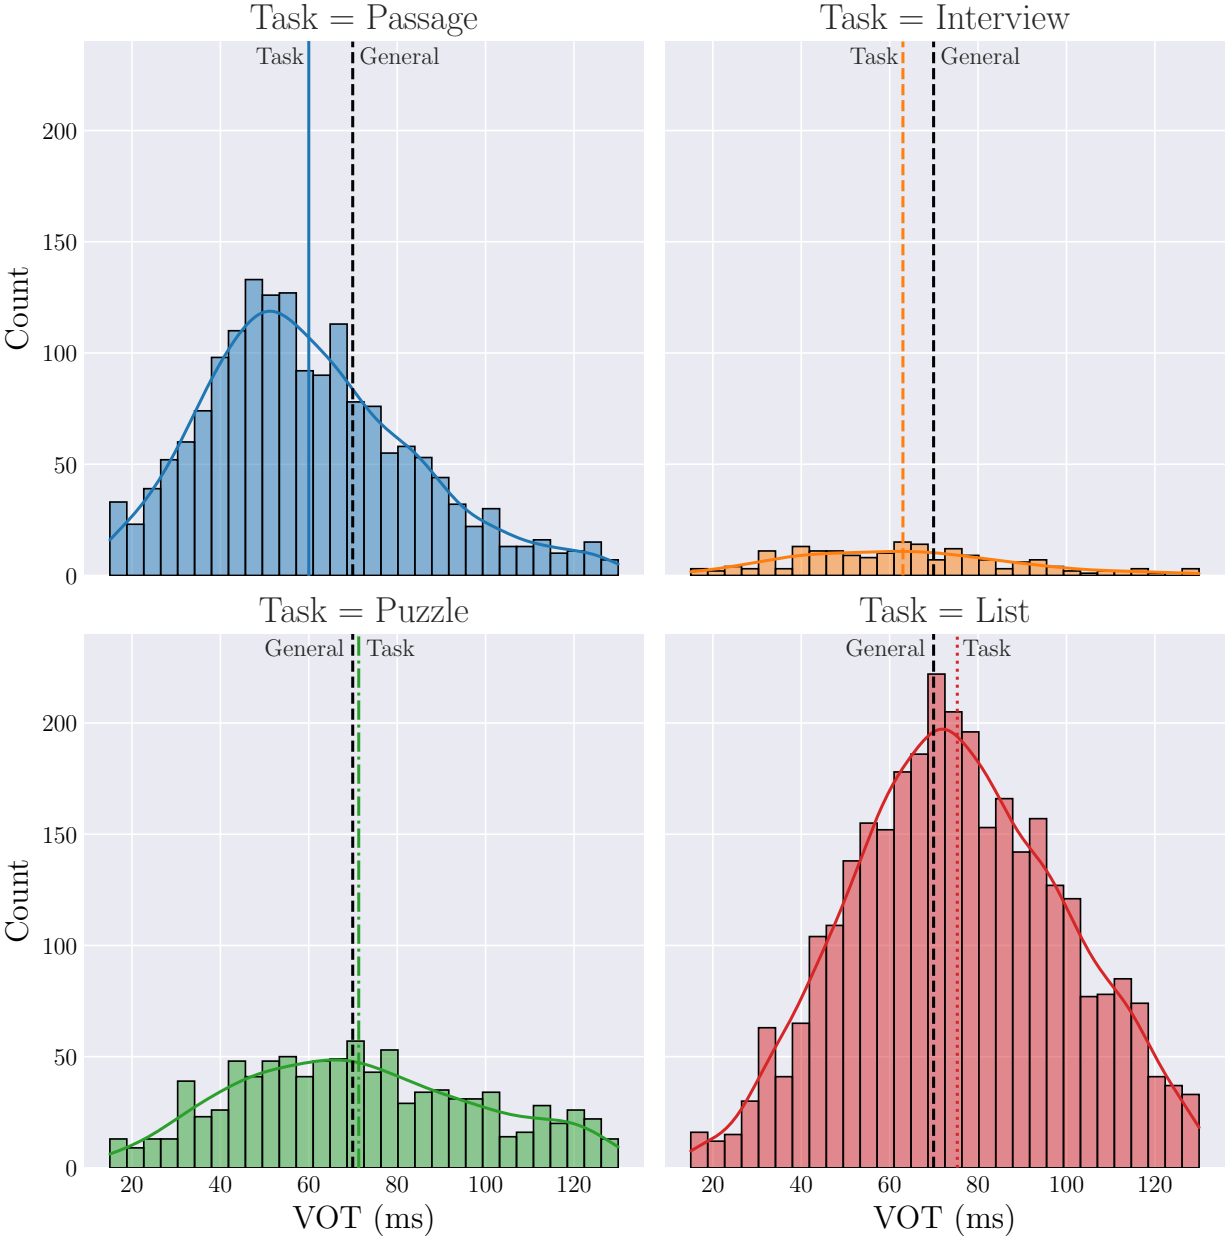 Task = Passage
Task General
200
150
100
50
0
Count
Task = Interview
Task General
Task = Puzzle
General Task
200
150
100
50
0
Count
20 40 60 80 100 120
VOT (ms)
Task = List
General Task
20 40 60 80 100 120
VOT (ms)